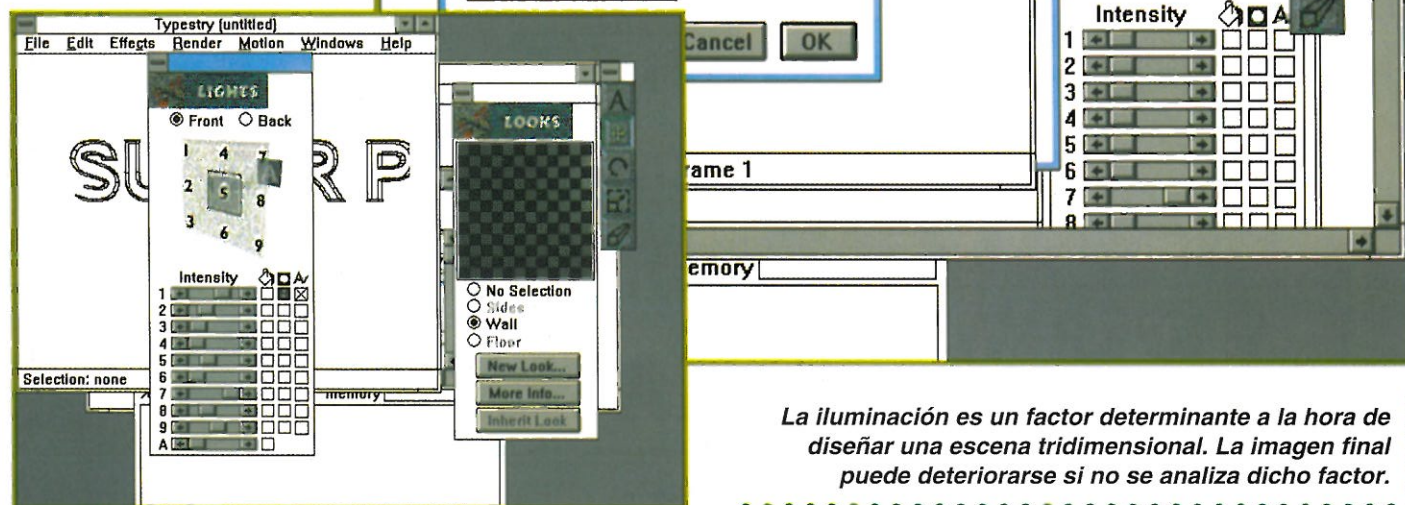 Typestry (untitled)
File Edit Effects Render Motion Windows Help
LIGHTS
Front Back
1 4 7
2 5 8
3 6 9
Intensity
1
2
3
4
5
6
7
8
9
A
Selection: none
memory
LOOKS
No Selection
Sides
Wall
Floor
New Look...
More Info...
Inherit Look
A
Cancel OK
Intensity
1
2
3
4
5
6
7
8
La iluminación es un factor determinante a la hora de
diseñar una escena tridimensional. La imagen final
puede deteriorarse si no se analiza dicho factor.